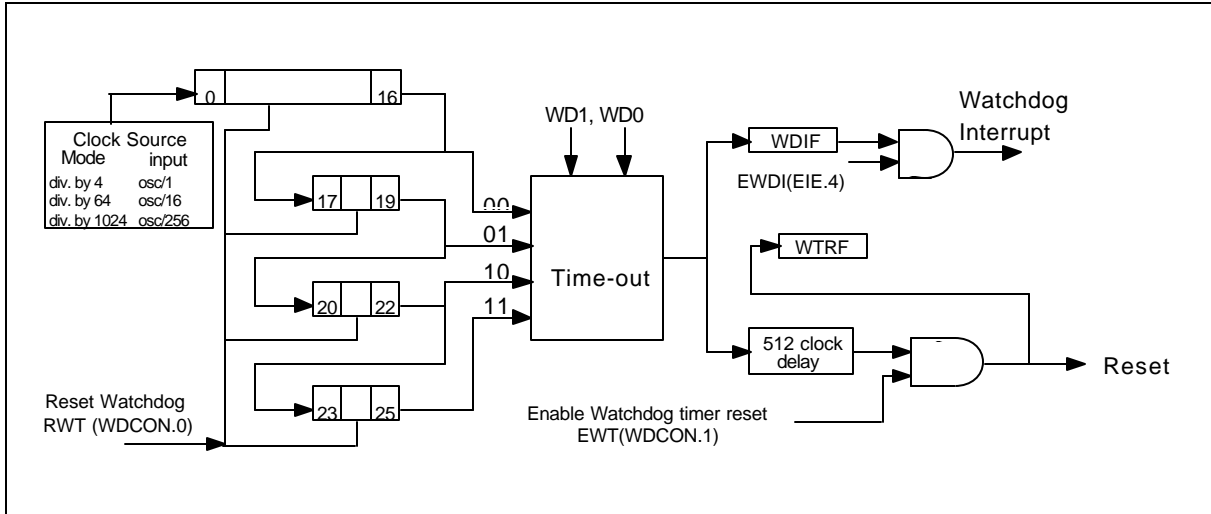 0
16
Clock Source
Mode input
div. by 4 osc/1
div. by 64 osc/16
div. by 1024 osc/256
17 19
20 22
23 25
Reset Watchdog
RWT (WDCON.0)
WD1, WD0
00
01
10
11
Time-out
WDIF
EWDI(EIE.4)
Watchdog
Interrupt
WTRF
512 clock
delay
Enable Watchdog timer reset
EWT(WDCON.1)
Reset